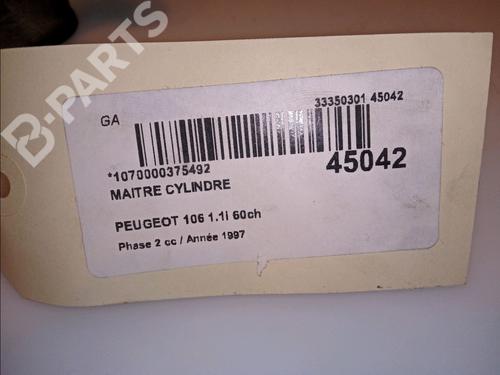 B-PARTS
GA
33350301 45042
*1070000375492
45042
MAITRE CYLINDRE
PEUGEOT 106 1.1i 60ch
Phase 2 cc / Année 1997